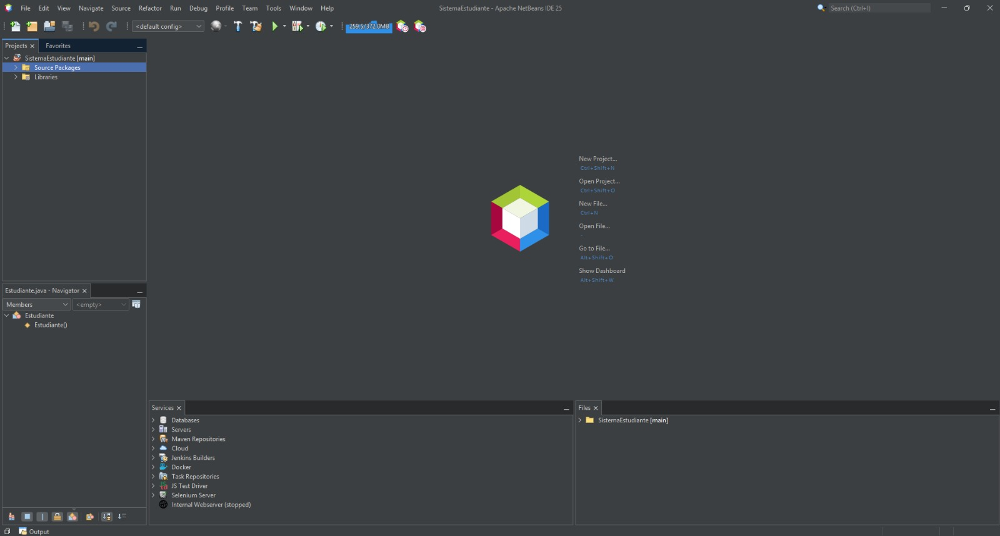 File Edit View Navigate Source Refactor Run Debug Profile Team Tools Window Help
SistemaEstudiante - Apache NetBeans IDE 25
Search (Ctrl+I)
<default config>
259.5/372.0MB
Projects
Favorites
SistemaEstudiante [main]
Source Packages
Libraries
New Project...
Ctrl+Shift+N
Open Project...
Ctrl+Shift+O
New File...
Ctrl+N
Open File...
-
Go to File...
Alt+Shift+O
Show Dashboard
Alt+Shift+W
Estudiante.java - Navigator
Members
<empty>
Estudiante
Estudiante()
Services
Databases
Servers
Maven Repositories
Cloud
Jenkins Builders
Docker
Task Repositories
JS Test Driver
Selenium Server
Internal Webserver (stopped)
Files
SistemaEstudiante [main]
Output